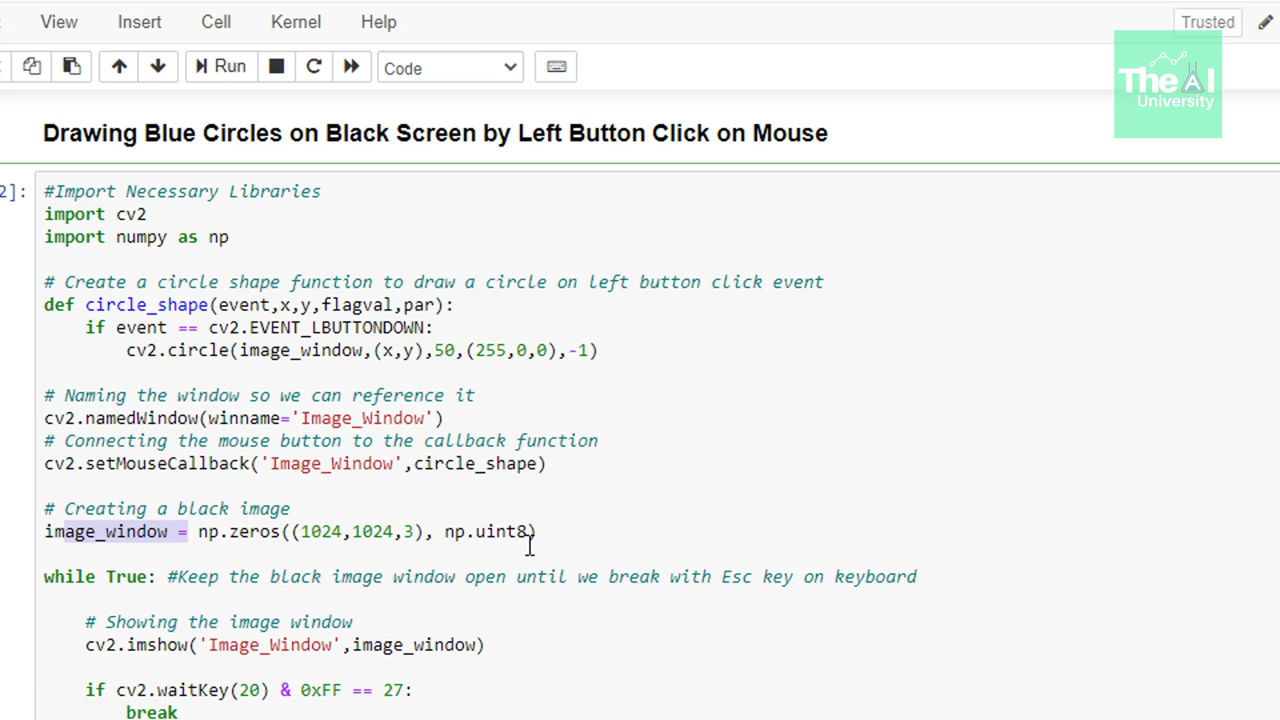 View Insert Cell Kernel Help Trusted
Run Code
The AI
University
Drawing Blue Circles on Black Screen by Left Button Click on Mouse
2]:
#Import Necessary Libraries
import cv2
import numpy as np
# Create a circle shape function to draw a circle on left button click event
def circle_shape(event,x,y,flagval,par):
    if event == cv2.EVENT_LBUTTONDOWN:
        cv2.circle(image_window,(x,y),50,(255,0,0),-1)
# Naming the window so we can reference it
cv2.namedWindow(winname='Image_Window')
# Connecting the mouse button to the callback function
cv2.setMouseCallback('Image_Window',circle_shape)
# Creating a black image
image_window = np.zeros((1024,1024,3), np.uint8)
while True: #Keep the black image window open until we break with Esc key on keyboard
    # Showing the image window
    cv2.imshow('Image_Window',image_window)
    if cv2.waitKey(20) & 0xFF == 27:
        break